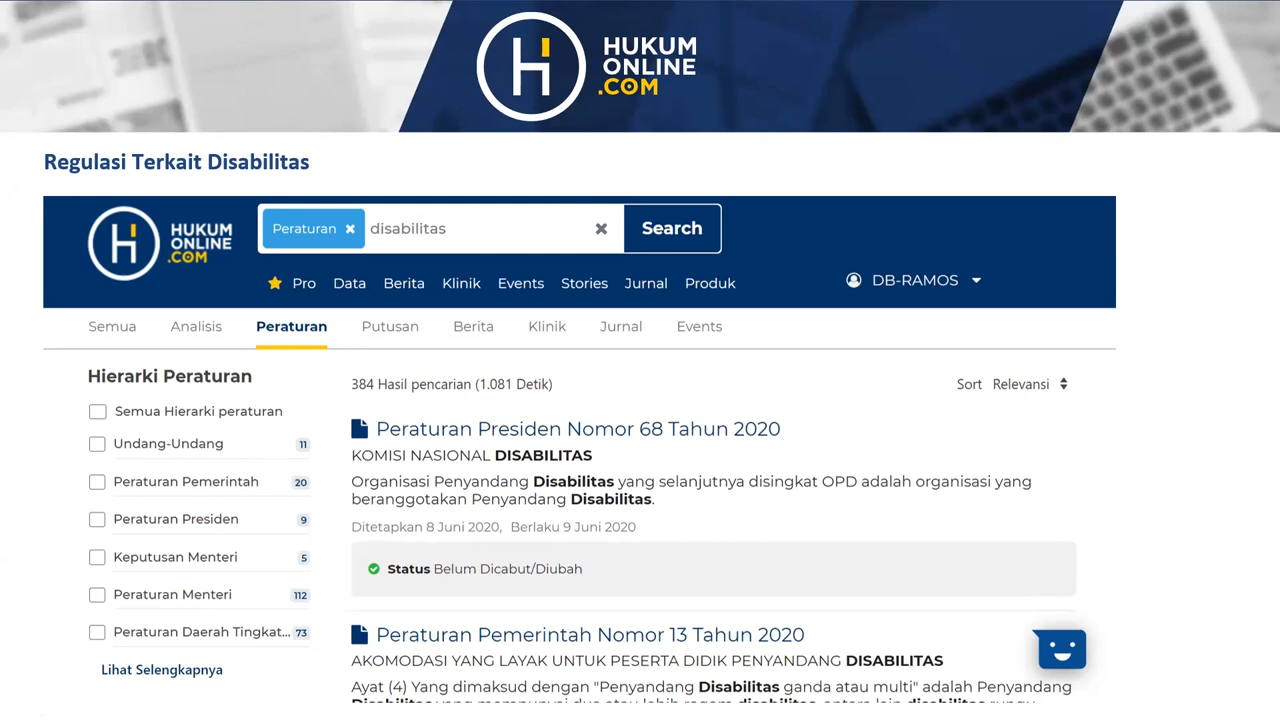 HUKUM
ONLINE
.COM
Regulasi Terkait Disabilitas
HUKUM
ONLINE
.COM
Peraturan × disabilitas × Search
Pro Data Berita Klinik Events Stories Jurnal Produk
DB-RAMOS
Semua Analisis Peraturan Putusan Berita Klinik Jurnal Events
Hierarki Peraturan
Semua Hierarki peraturan
Undang-Undang 11
Peraturan Pemerintah 20
Peraturan Presiden 9
Keputusan Menteri 5
Peraturan Menteri 112
Peraturan Daerah Tingkat... 73
Lihat Selengkapnya
384 Hasil pencarian (1.081 Detik)
Sort Relevansi
Peraturan Presiden Nomor 68 Tahun 2020
KOMISI NASIONAL DISABILITAS
Organisasi Penyandang Disabilitas yang selanjutnya disingkat OPD adalah organisasi yang
beranggotakan Penyandang Disabilitas.
Ditetapkan 8 Juni 2020, Berlaku 9 Juni 2020
Status Belum Dicabut/Diubah
Peraturan Pemerintah Nomor 13 Tahun 2020
AKOMODASI YANG LAYAK UNTUK PESERTA DIDIK PENYANDANG DISABILITAS
Ayat (4) Yang dimaksud dengan "Penyandang Disabilitas ganda atau multi" adalah Penyandang